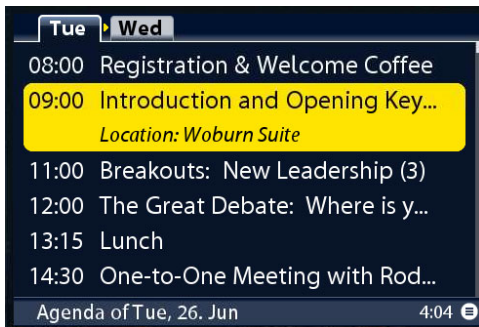 Tue Wed
08:00 Registration & Welcome Coffee
09:00 Introduction and Opening Key...
Location: Woburn Suite
11:00 Breakouts: New Leadership (3)
12:00 The Great Debate: Where is y...
13:15 Lunch
14:30 One-to-One Meeting with Rod...
Agenda of Tue, 26. Jun 4:04